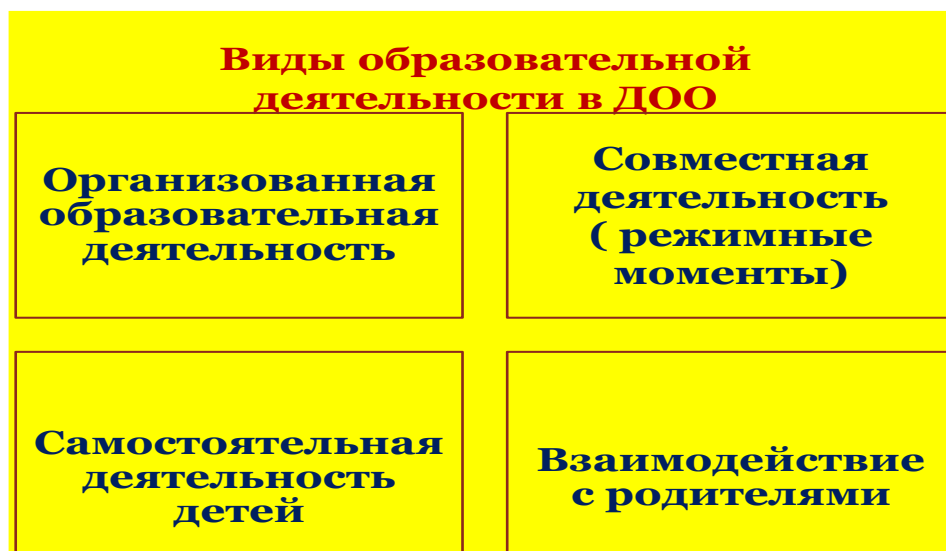 Виды образовательной
деятельности в ДОО
Организованная
образовательная
деятельность
Совместная
деятельность
( режимные
моменты)
Самостоятельная
деятельность
детей
Взаимодействие
с родителями